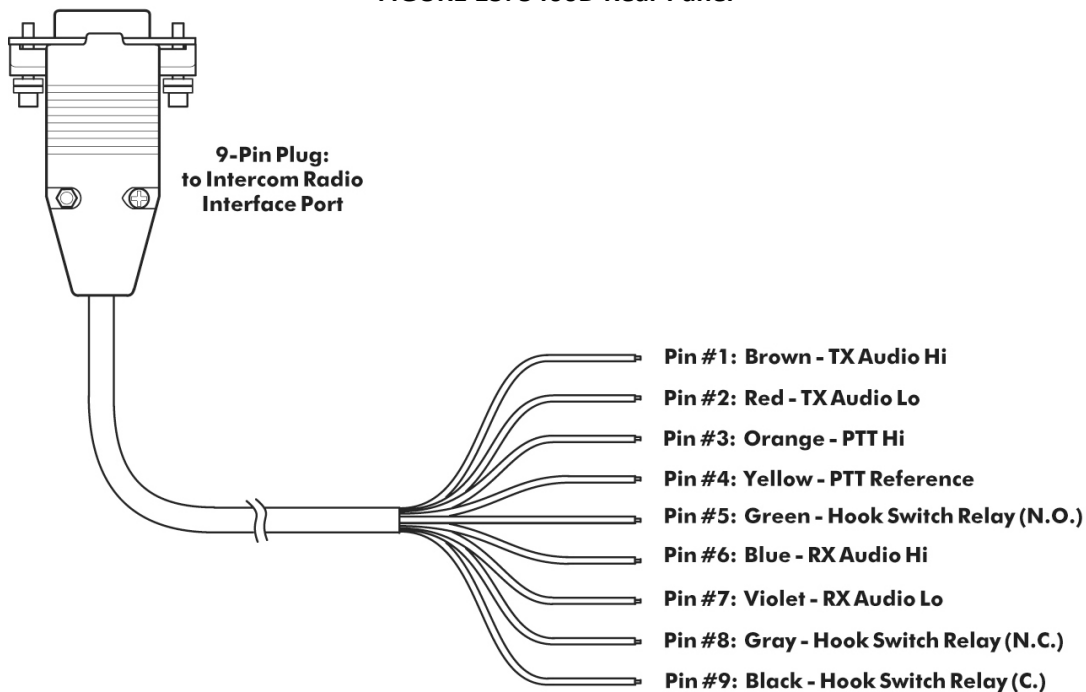 FIGURE Rear Panel
9-Pin Plug:
to Intercom Radio
Interface Port
Pin #1: Brown - TX Audio Hi
Pin #2: Red - TX Audio Lo
Pin #3: Orange - PTT Hi
Pin #4: Yellow - PTT Reference
Pin #5: Green - Hook Switch Relay (N.O.)
Pin #6: Blue - RX Audio Hi
Pin #7: Violet - RX Audio Lo
Pin #8: Gray - Hook Switch Relay (N.C.)
Pin #9: Black - Hook Switch Relay (C.)